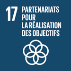 17 PARTENARIATS
POUR
LA RÉALISATION
DES OBJECTIFS